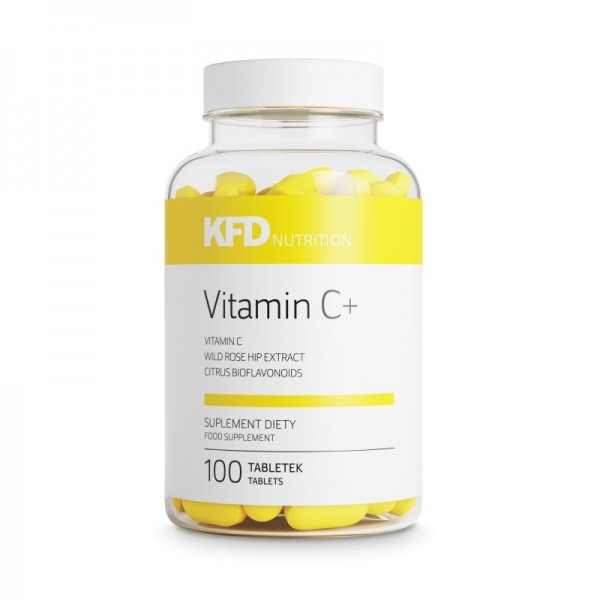 KFD NUTRITION
Vitamin C+
VITAMIN C
WILD ROSE HIP EXTRACT
CITRUS BIOFLAVONOIDS
SUPLEMENT DIETY
FOOD SUPPLEMENT
100 TABLETEK
TABLETS